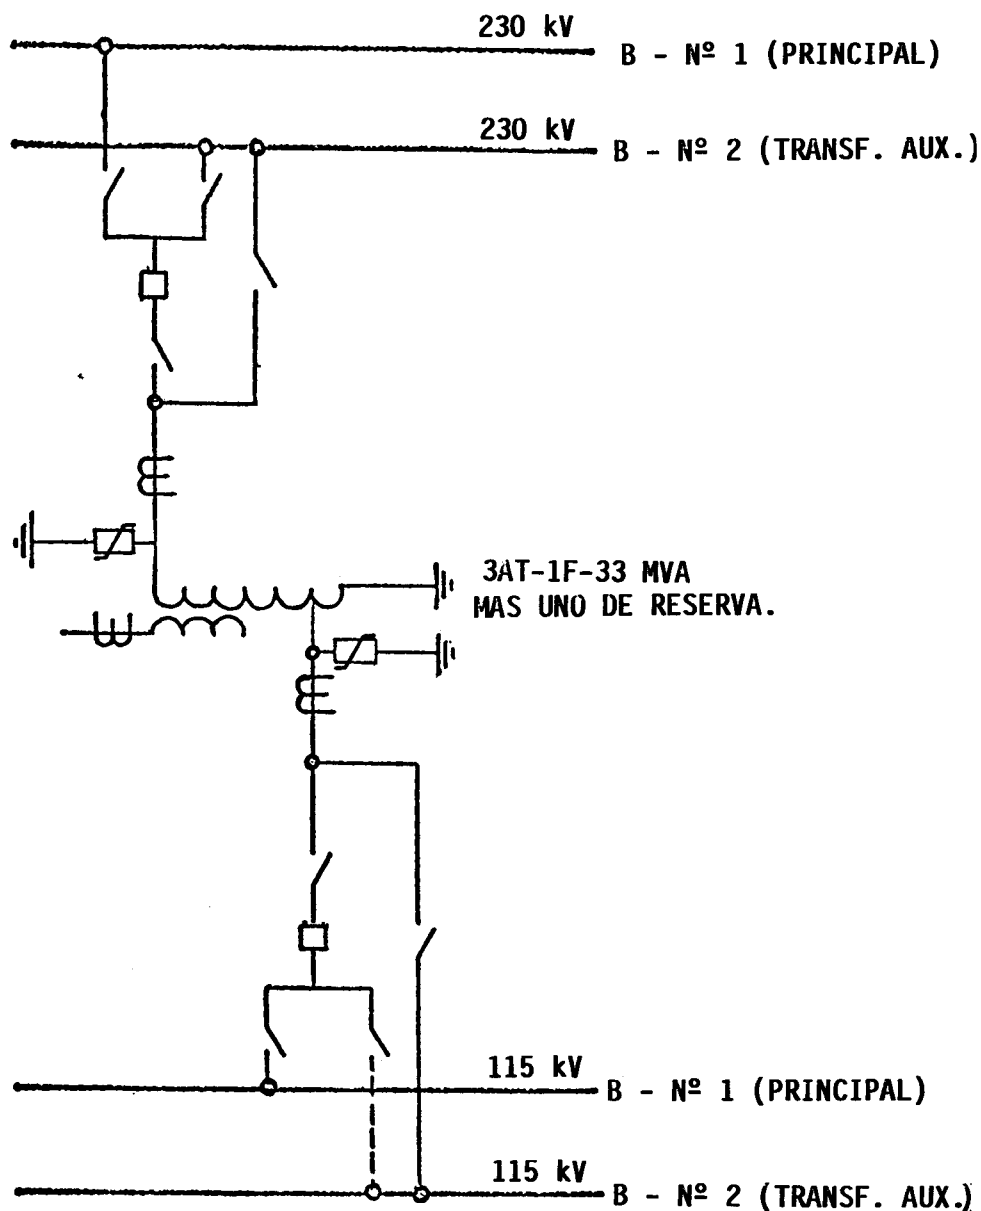 230 kV
B - Nº 1 (PRINCIPAL)
230 kV
B - Nº 2 (TRANSF. AUX.)
3AT-1F-33 MVA
MAS UNO DE RESERVA.
115 kV
B - Nº 1 (PRINCIPAL)
115 kV
B - Nº 2 (TRANSF. AUX.)